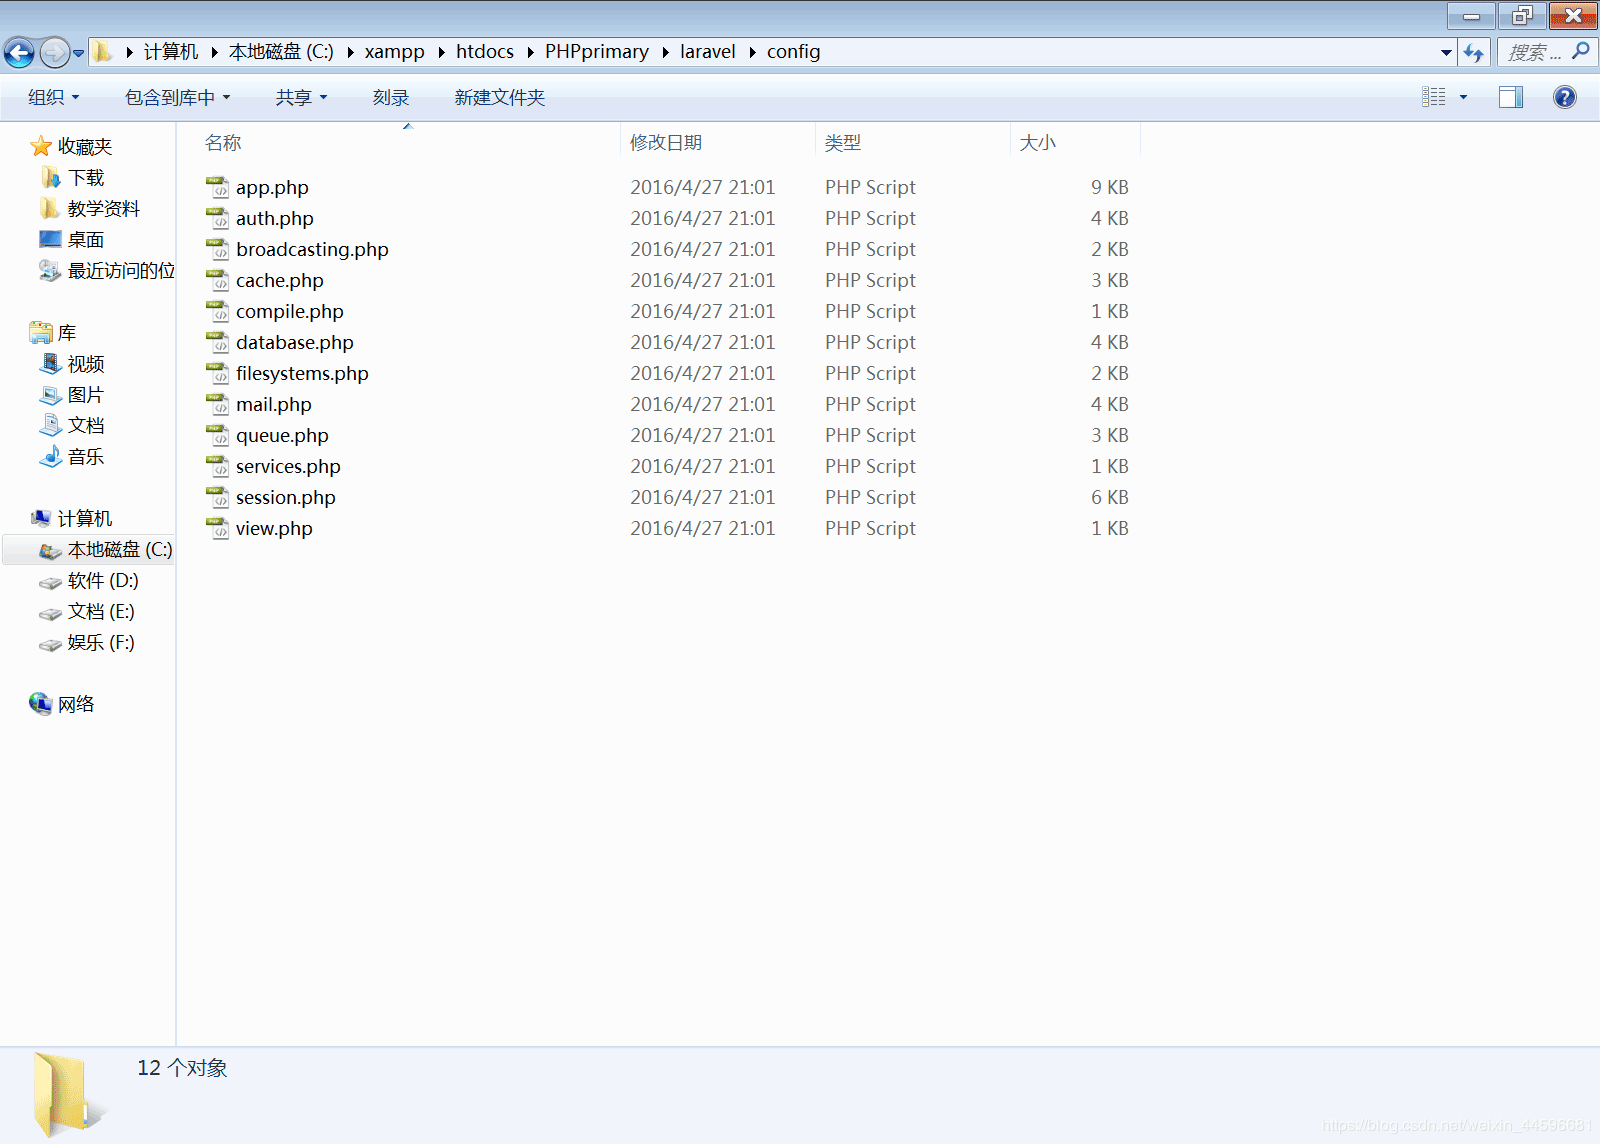 计算机 本地磁盘 (C:) xampp htdocs PHPprimary laravel config
搜索 ...
组织 包含到库中 共享 刻录 新建文件夹
收藏夹
下载
教学资料
桌面
最近访问的位
库
视频
图片
文档
音乐
计算机
本地磁盘 (C:)
软件 (D:)
文档 (E:)
娱乐 (F:)
网络
名称 修改日期 类型 大小
app.php 2016/4/27 21:01 PHP Script 9 KB
auth.php 2016/4/27 21:01 PHP Script 4 KB
broadcasting.php 2016/4/27 21:01 PHP Script 2 KB
cache.php 2016/4/27 21:01 PHP Script 3 KB
compile.php 2016/4/27 21:01 PHP Script 1 KB
database.php 2016/4/27 21:01 PHP Script 4 KB
filesystems.php 2016/4/27 21:01 PHP Script 2 KB
mail.php 2016/4/27 21:01 PHP Script 4 KB
queue.php 2016/4/27 21:01 PHP Script 3 KB
services.php 2016/4/27 21:01 PHP Script 1 KB
session.php 2016/4/27 21:01 PHP Script 6 KB
view.php 2016/4/27 21:01 PHP Script 1 KB
12 个对象
https://blog.csdn.net/weixin_44596681